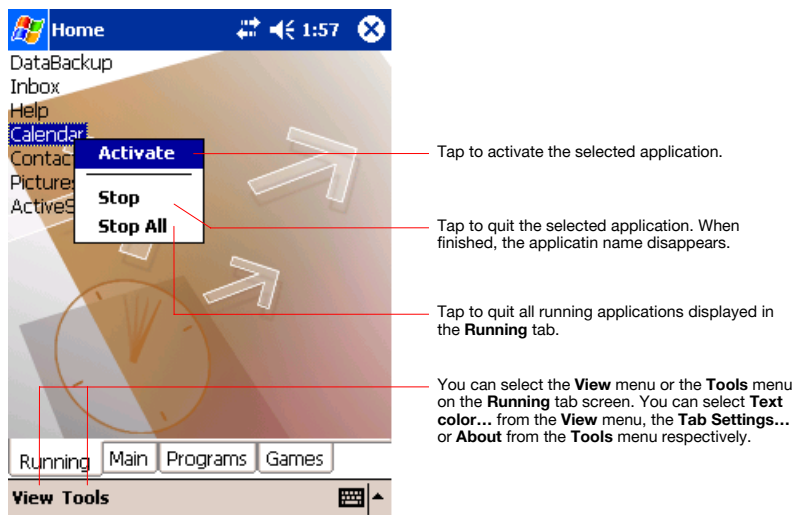 Home 1:57
DataBackup
Inbox
Help
Calendar
Contac
Pictures
ActiveS
Activate
Stop
Stop All
Tap to activate the selected application.
Tap to quit the selected application. When
finished, the applicatin name disappears.
Tap to quit all running applications displayed in
the Running tab.
You can select the View menu or the Tools menu
on the Running tab screen. You can select Text
color... from the View menu, the Tab Settings...
or About from the Tools menu respectively.
Running Main Programs Games
View Tools